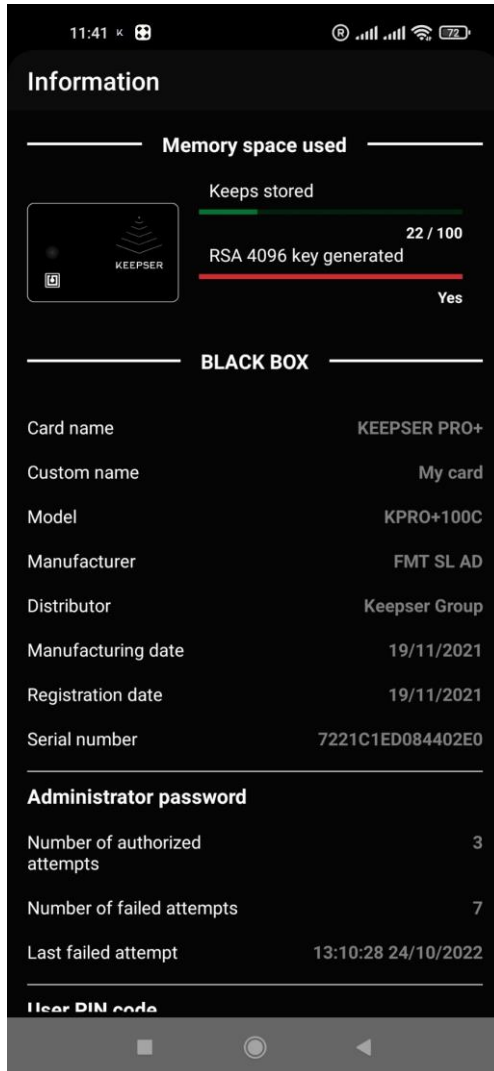 11:41 K
R 72
Information
Memory space used
Keeps stored
22 / 100
KEEPSER
RSA 4096 key generated
Yes
BLACK BOX
Card name KEEPSER PRO+
Custom name My card
Model KPRO+100C
Manufacturer FMT SL AD
Distributor Keepser Group
Manufacturing date 19/11/2021
Registration date 19/11/2021
Serial number 7221C1ED084402E0
Administrator password
Number of authorized
attempts 3
Number of failed attempts 7
Last failed attempt 13:10:28 24/10/2022
User PIN code